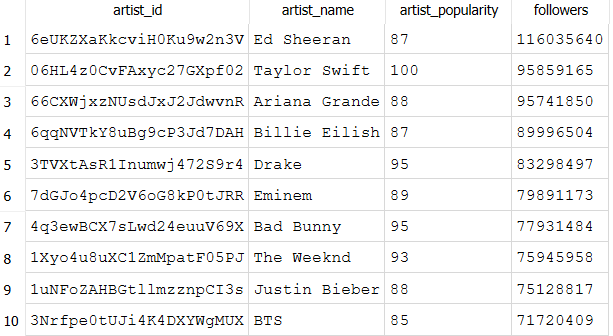 artist_id artist_name artist_popularity followers
1 6eUKZXaKkcviH0Ku9w2n3V Ed Sheeran 87 116035640
2 06HL4z0CvFAxyc27GXpf02 Taylor Swift 100 95859165
3 66CXWjxzNUsdJxJ2JdwvnR Ariana Grande 88 95741850
4 6qqNVTkY8uBg9cP3Jd7DAH Billie Eilish 87 89996504
5 3TVXtAsR1Inumwj472S9r4 Drake 95 83298497
6 7dGJo4pcD2V6oG8kP0tJRR Eminem 89 79891173
7 4q3ewBCX7sLwd24euuV69X Bad Bunny 95 77931484
8 1Xyo4u8uXC1ZmMpatF05PJ The Weeknd 93 75945958
9 1uNFoZAHBGtllmzznpCI3s Justin Bieber 88 75128817
10 3Nrfpe0tUJi4K4DXYWgMUX BTS 85 71720409